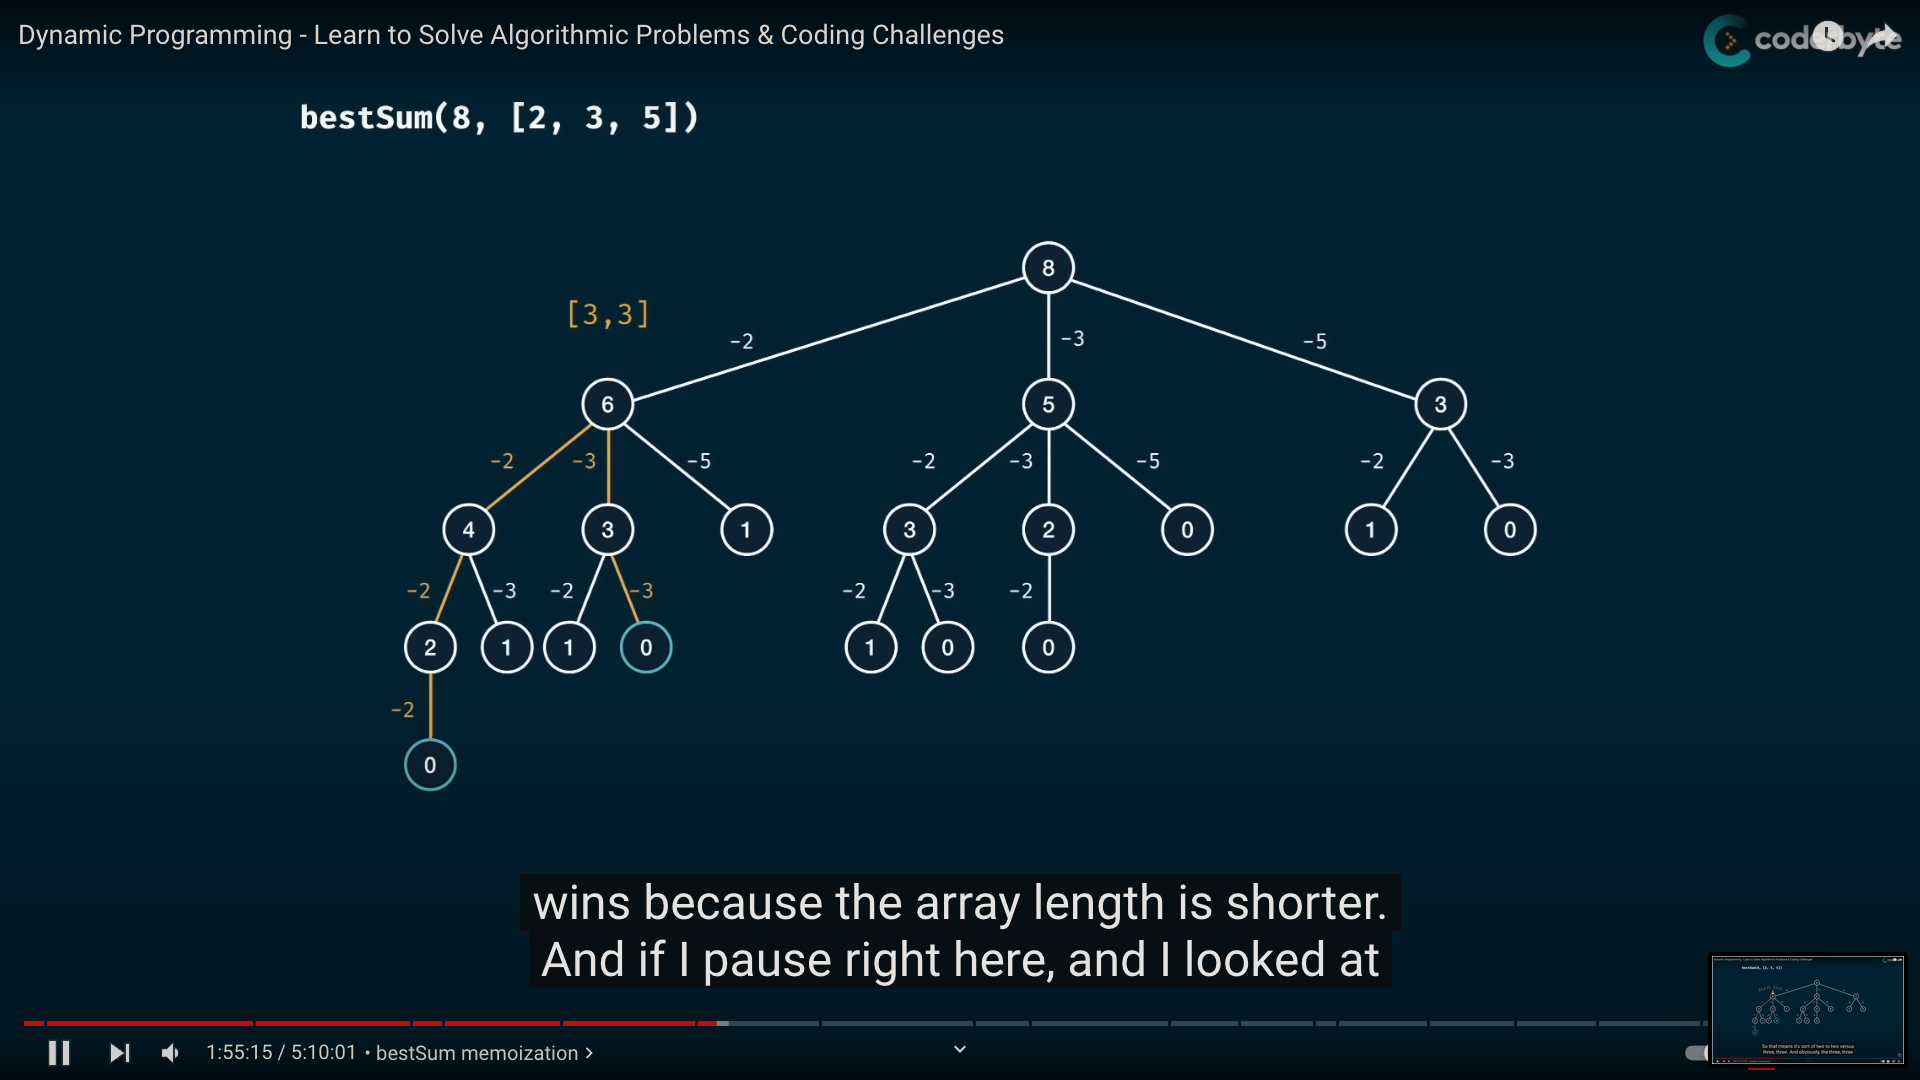 Dynamic Programming - Learn to Solve Algorithmic Problems & Coding Challenges
coderbyte
bestSum(8, [2, 3, 5])
8
[3,3]
-2 -3 -5
6 5 3
-2 -3 -5 -2 -3 -5 -2 -3
4 3 1 3 2 0 1 0
-2 -3 -2 -3 -2 -3 -2
2 1 1 0 1 0 0
-2
0
wins because the array length is shorter.
And if I pause right here, and I looked at
1:55:15 / 5:10:01 • bestSum memoization >